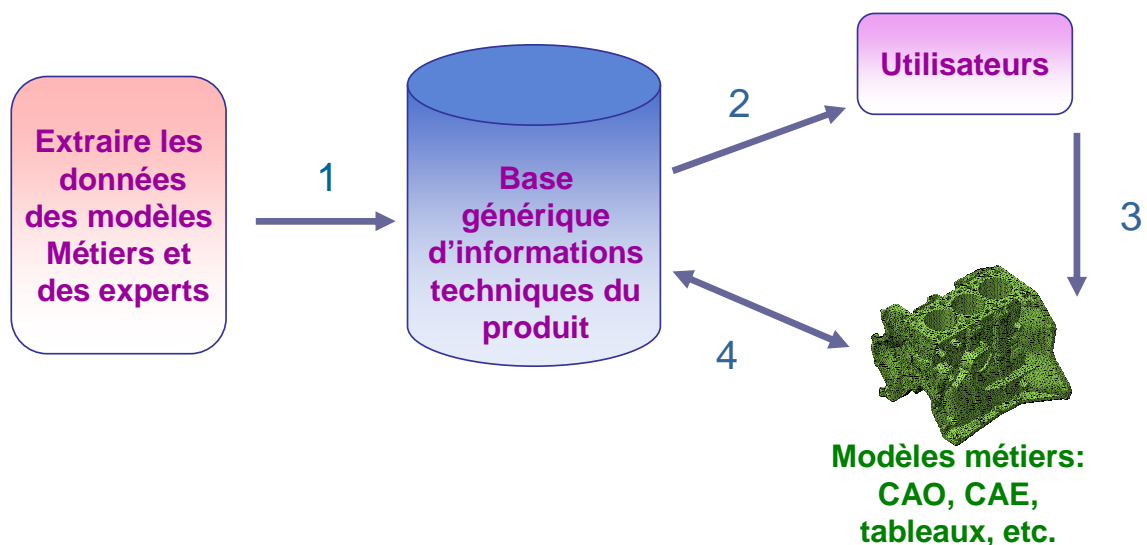 Extraire les
données
des modèles
Métiers et
des experts
1
Base
générique
d’informations
techniques du
produit
2
Utilisateurs
3
4
Modèles métiers:
CAO, CAE,
tableaux, etc.